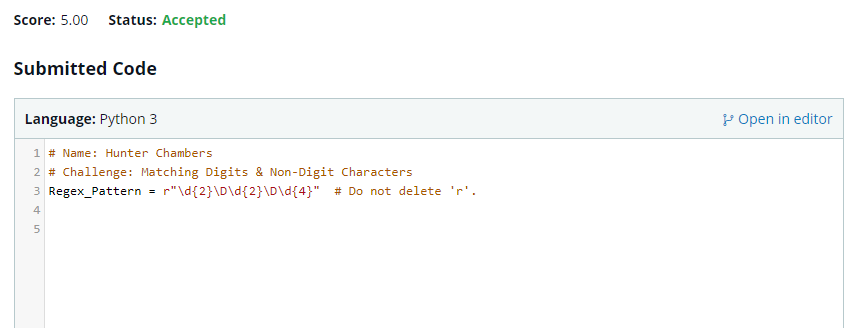 Score: 5.00 Status: Accepted
Submitted Code
Language: Python 3
Open in editor
1 # Name: Hunter Chambers
2 # Challenge: Matching Digits & Non-Digit Characters
3 Regex_Pattern = r"\d{2}\D\d{2}\D\d{4}"  # Do not delete 'r'.
4
5